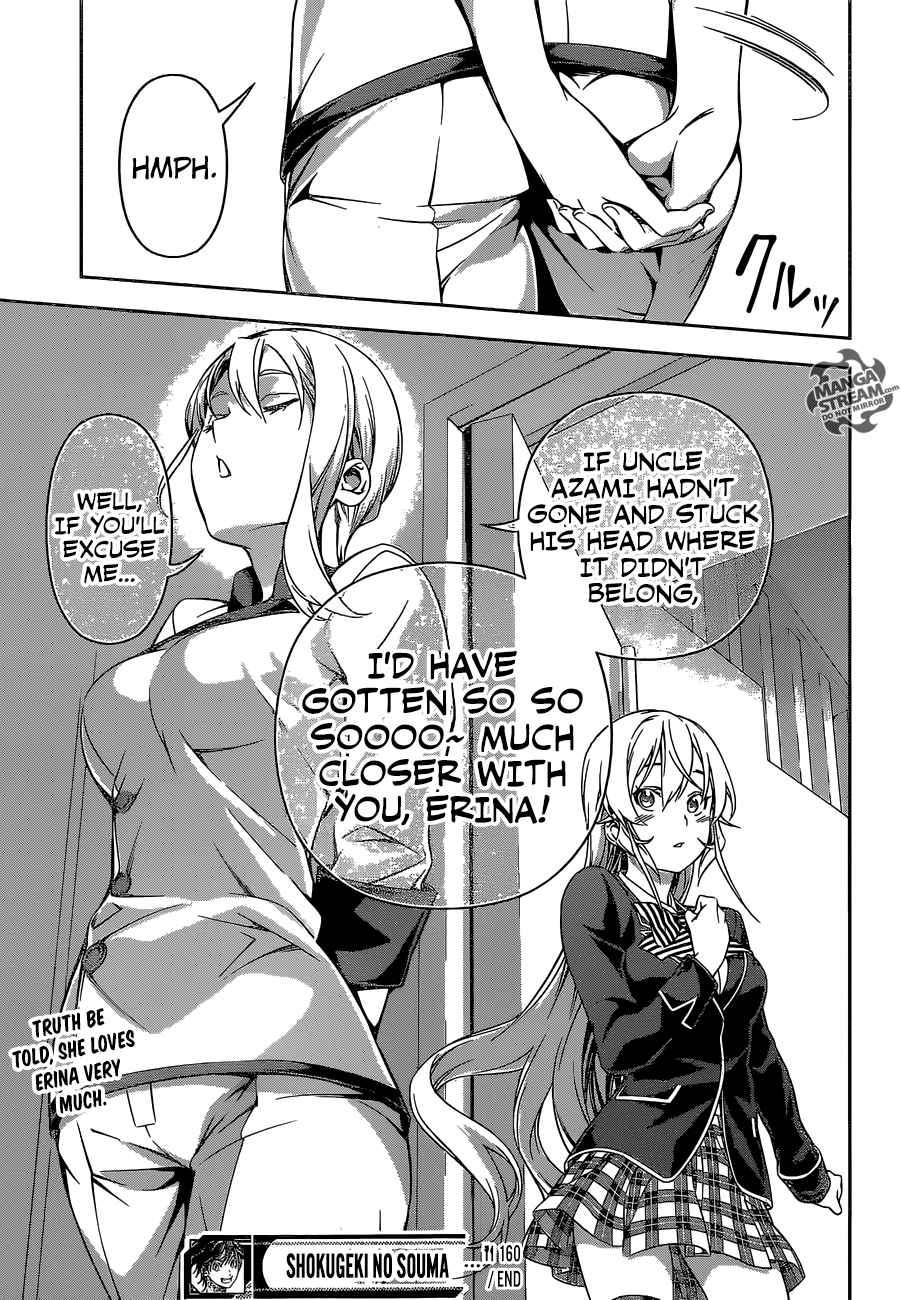 HMPH.
クルッ
MANGA
STREAM.com
DO NOT MIRROR
IF UNCLE
AZAMI HADN'T
GONE AND STUCK
HIS HEAD WHERE
IT DIDN'T
BELONG,
I'D HAVE
GOTTEN SO SO
SOOOO~ MUCH
CLOSER WITH
YOU, ERINA!
WELL,
IF YOU'LL
EXCUSE
ME...
TRUTH BE
TOLD, SHE LOVES
ERINA VERY
MUCH.
SHOKUGEKI NO SOUMA ... 160
/ END